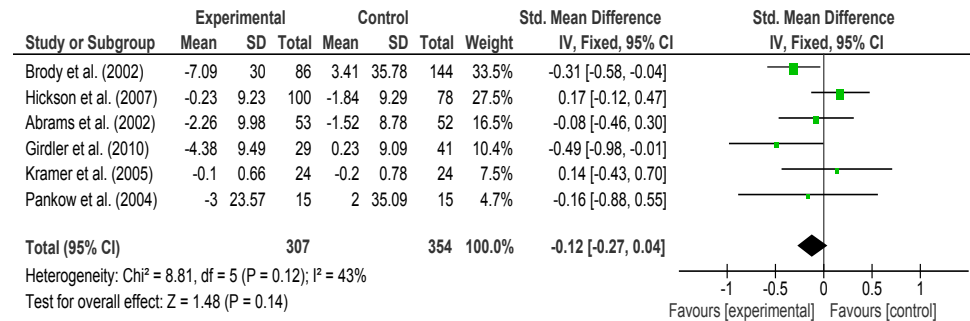 Experimental Control Std. Mean Difference Std. Mean Difference
Study or Subgroup Mean SD Total Mean SD Total Weight IV, Fixed, 95% CI IV, Fixed, 95% CI
Brody et al. (2002) -7.09 30 86 3.41 35.78 144 33.5% -0.31 [-0.58, -0.04]
Hickson et al. (2007) -0.23 9.23 100 -1.84 9.29 78 27.5% 0.17 [-0.12, 0.47]
Abrams et al. (2002) -2.26 9.98 53 -1.52 8.78 52 16.5% -0.08 [-0.46, 0.30]
Girdler et al. (2010) -4.38 9.49 29 0.23 9.09 41 10.4% -0.49 [-0.98, -0.01]
Kramer et al. (2005) -0.1 0.66 24 -0.2 0.78 24 7.5% 0.14 [-0.43, 0.70]
Pankow et al. (2004) -3 23.57 15 2 35.09 15 4.7% -0.16 [-0.88, 0.55]
Total (95% CI) 307 354 100.0% -0.12 [-0.27, 0.04]
Heterogeneity: Chi² = 8.81, df = 5 (P = 0.12); I² = 43%
Test for overall effect: Z = 1.48 (P = 0.14)
-1 -0.5 0 0.5 1
Favours [experimental] Favours [control]